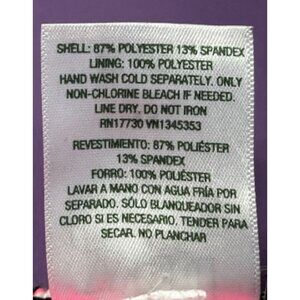 SHELL: 87% POLYESTER 13% SPANDEX
LINING: 100% POLYESTER
HAND WASH COLD SEPARATELY. ONLY
NON-CHLORINE BLEACH IF NEEDED.
LINE DRY. DO NOT IRON
RN17730 VN1345353
REVESTIMIENTO: 87% POLIÉSTER
13% SPANDEX
FORRO: 100% POLIÉSTER
LAVAR A MANO CON AGUA FRÍA POR
SEPARADO. SÓLO BLANQUEADOR SIN
CLORO SI ES NECESARIO. TENDER PARA
SECAR. NO PLANCHAR